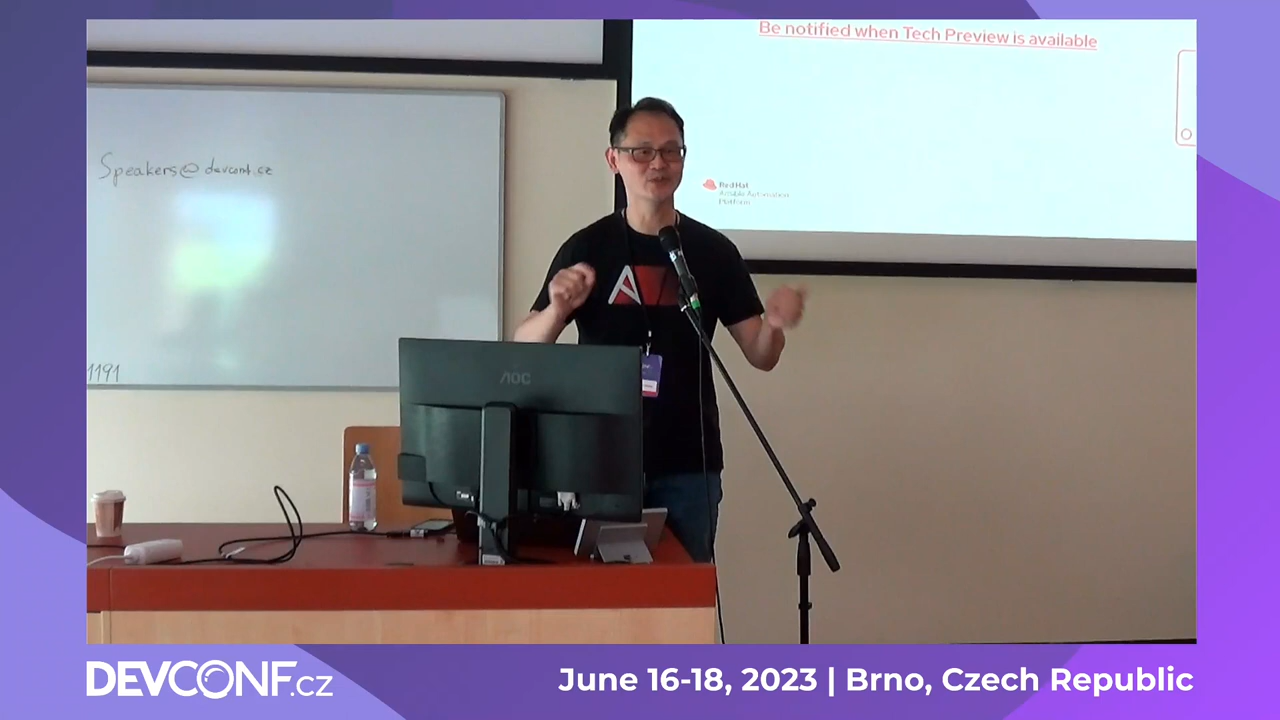 Be notified when Tech Preview is available
Speakers@devconf.cz
Red Hat
Ansible Automation
Platform
A
1191
AOC
DEVCONF.CZ
June 16-18, 2023 | Brno, Czech Republic